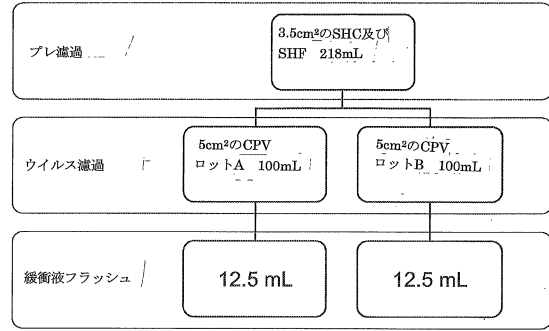 プレ濾過
3.5cm²のSHC及び
SHF 218mL
ウイルス濾過
5cm²のCPV
ロットA 100mL
5cm²のCPV
ロットB 100mL
緩衝液フラッシュ
12.5 mL
12.5 mL